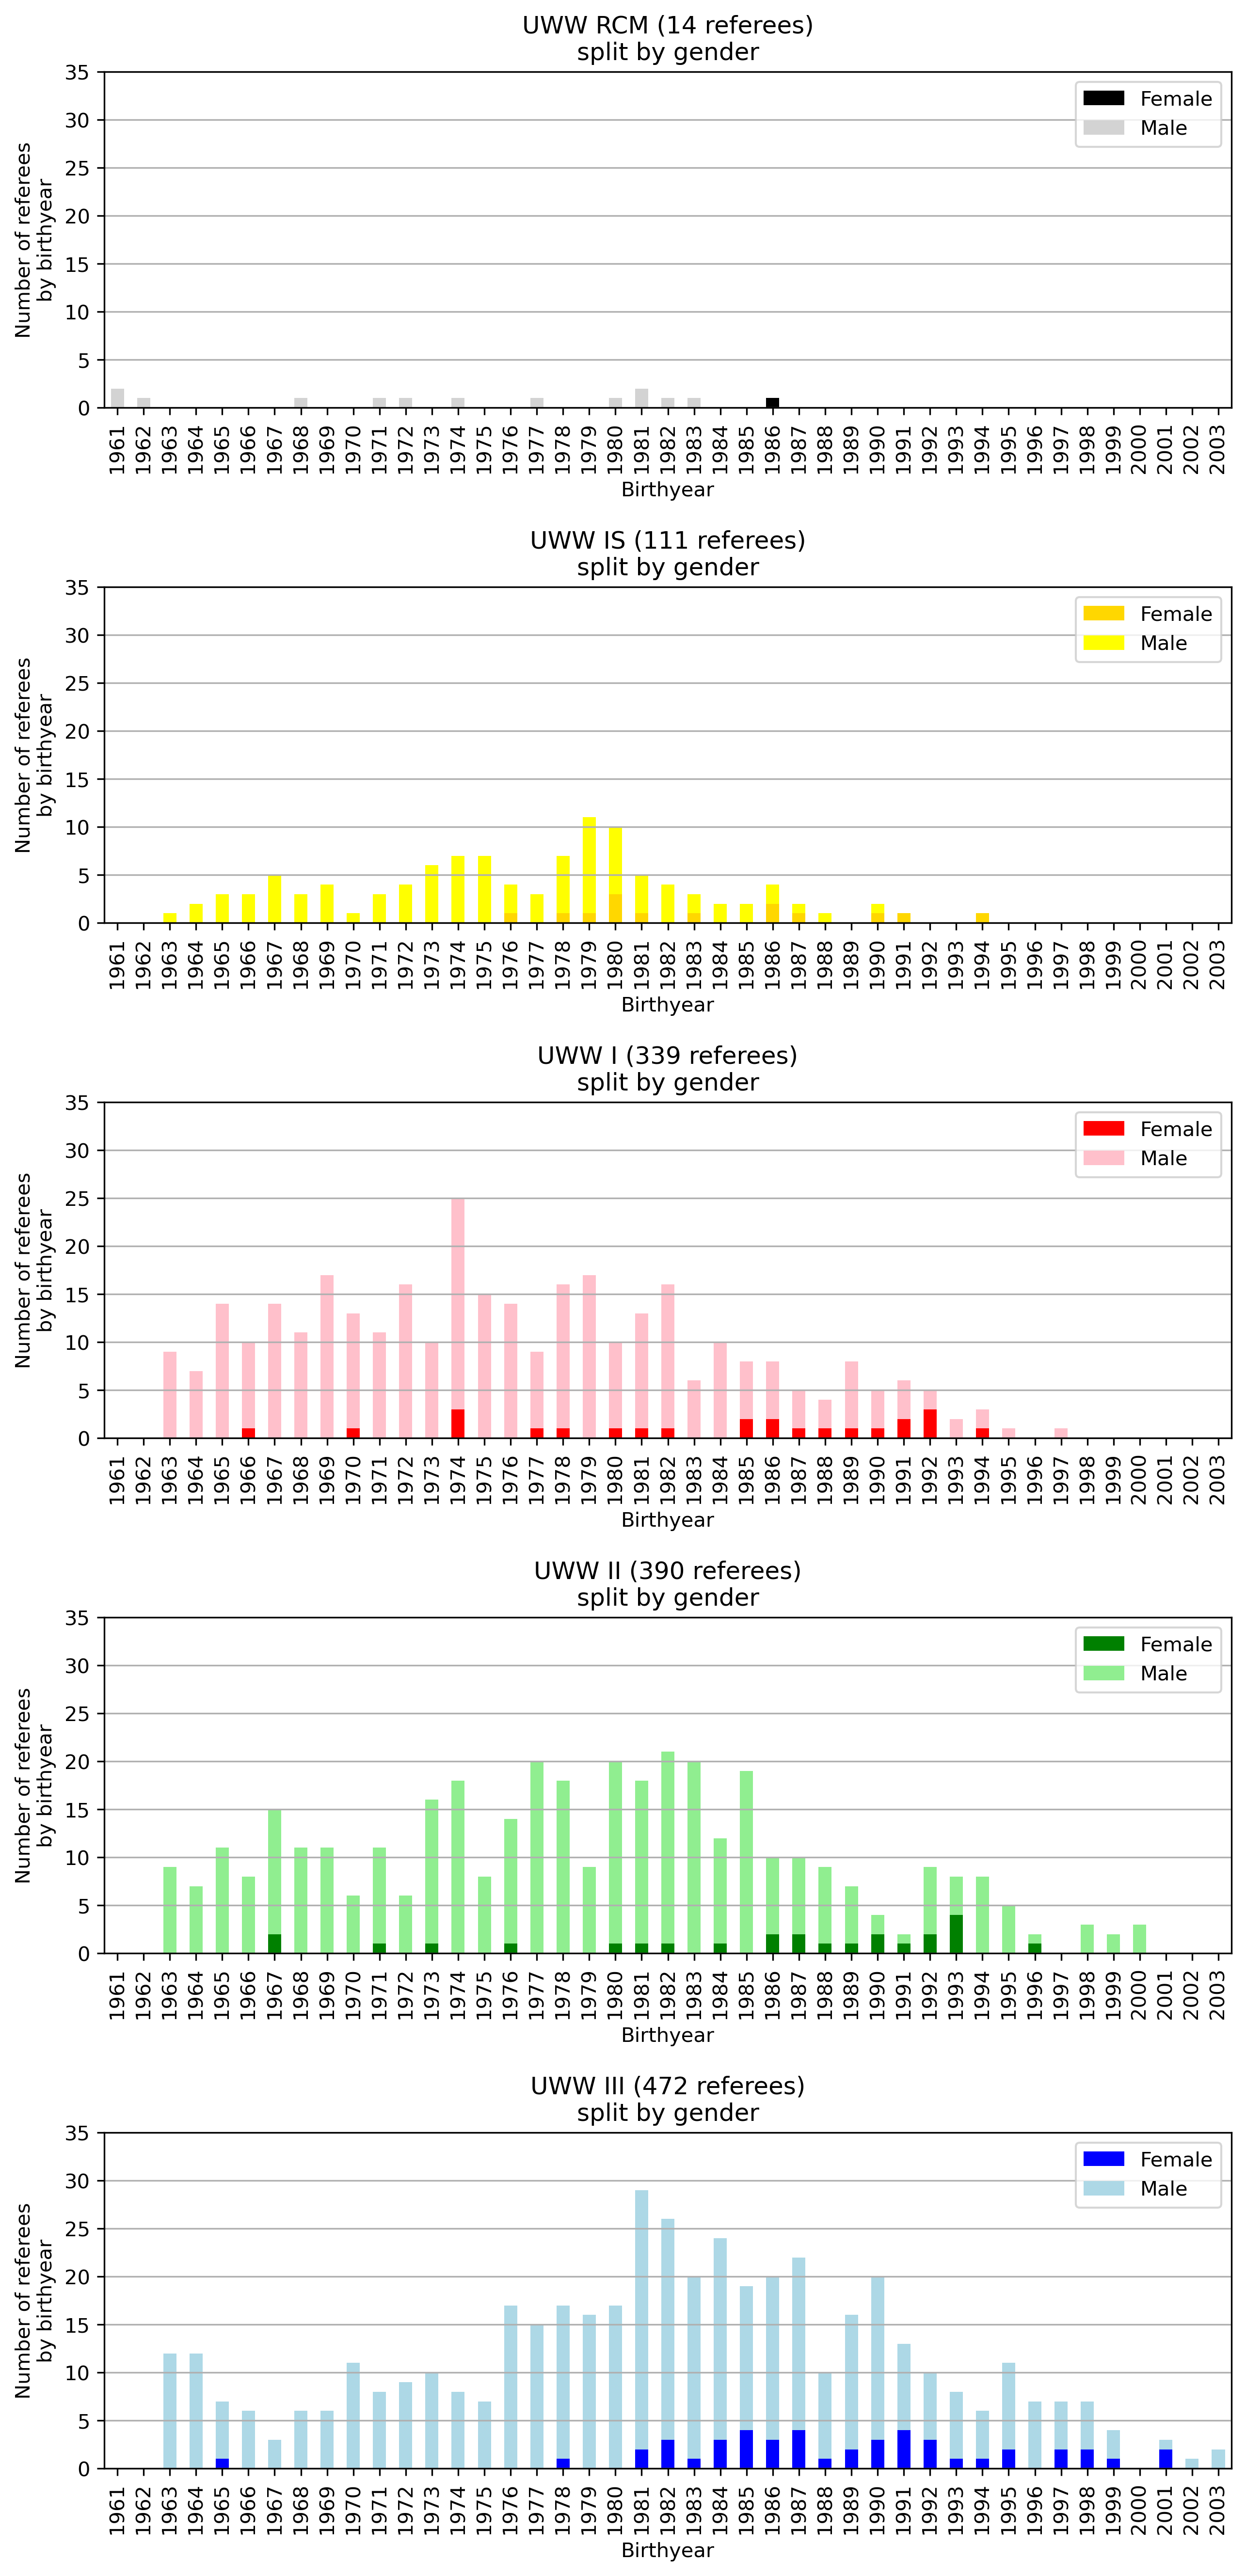 UWW RCM (14 referees)
split by gender
Number of referees
by birthyear
35
30
25
20
15
10
5
0
Female
Male
1961 1962 1963 1964 1965 1966 1967 1968 1969 1970 1971 1972 1973 1974 1975 1976 1977 1978 1979 1980 1981 1982 1983 1984 1985 1986 1987 1988 1989 1990 1991 1992 1993 1994 1995 1996 1997 1998 1999 2000 2001 2002 2003
Birthyear
UWW IS (111 referees)
split by gender
Number of referees
by birthyear
35
30
25
20
15
10
5
0
Female
Male
1961 1962 1963 1964 1965 1966 1967 1968 1969 1970 1971 1972 1973 1974 1975 1976 1977 1978 1979 1980 1981 1982 1983 1984 1985 1986 1987 1988 1989 1990 1991 1992 1993 1994 1995 1996 1997 1998 1999 2000 2001 2002 2003
Birthyear
UWW I (339 referees)
split by gender
Number of referees
by birthyear
35
30
25
20
15
10
5
0
Female
Male
1961 1962 1963 1964 1965 1966 1967 1968 1969 1970 1971 1972 1973 1974 1975 1976 1977 1978 1979 1980 1981 1982 1983 1984 1985 1986 1987 1988 1989 1990 1991 1992 1993 1994 1995 1996 1997 1998 1999 2000 2001 2002 2003
Birthyear
UWW II (390 referees)
split by gender
Number of referees
by birthyear
35
30
25
20
15
10
5
0
Female
Male
1961 1962 1963 1964 1965 1966 1967 1968 1969 1970 1971 1972 1973 1974 1975 1976 1977 1978 1979 1980 1981 1982 1983 1984 1985 1986 1987 1988 1989 1990 1991 1992 1993 1994 1995 1996 1997 1998 1999 2000 2001 2002 2003
Birthyear
UWW III (472 referees)
split by gender
Number of referees
by birthyear
35
30
25
20
15
10
5
0
Female
Male
1961 1962 1963 1964 1965 1966 1967 1968 1969 1970 1971 1972 1973 1974 1975 1976 1977 1978 1979 1980 1981 1982 1983 1984 1985 1986 1987 1988 1989 1990 1991 1992 1993 1994 1995 1996 1997 1998 1999 2000 2001 2002 2003
Birthyear